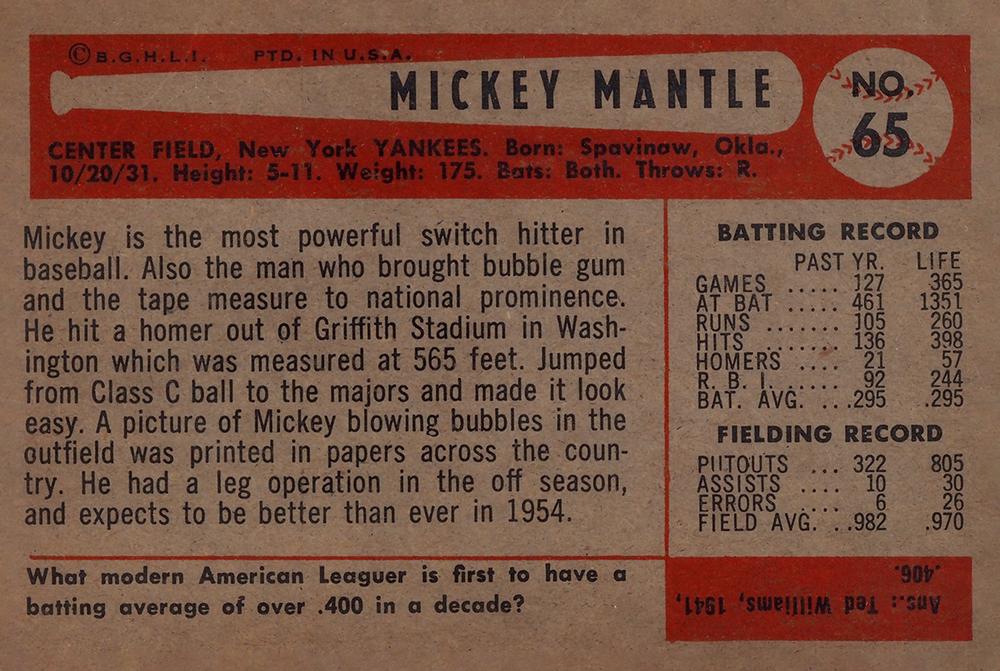 ©B.G.H.L.I. PTD. IN U.S.A.
MICKEY MANTLE
NO.
65
CENTER FIELD, New York YANKEES. Born: Spavinaw, Okla.,
10/20/31. Height: 5-11. Weight: 175. Bats: Both. Throws: R.
Mickey is the most powerful switch hitter in
baseball. Also the man who brought bubble gum
and the tape measure to national prominence.
He hit a homer out of Griffith Stadium in Wash-
ington which was measured at 565 feet. Jumped
from Class C ball to the majors and made it look
easy. A picture of Mickey blowing bubbles in the
outfield was printed in papers across the coun-
try. He had a leg operation in the off season,
and expects to be better than ever in 1954.
What modern American Leaguer is first to have a
batting average of over .400 in a decade?
BATTING RECORD
PAST YR. LIFE
GAMES ..... 127 365
AT BAT ..... 461 1351
RUNS ....... 105 260
HITS ........ 136 398
HOMERS .... 21 57
R. B. I. ...... 92 244
BAT. AVG. ...295 .295
FIELDING RECORD
PUTOUTS ... 322 805
ASSISTS .... 10 30
ERRORS .... 6 26
FIELD AVG. ..982 .970
Ans.: Ted Williams, 1941,
.406.